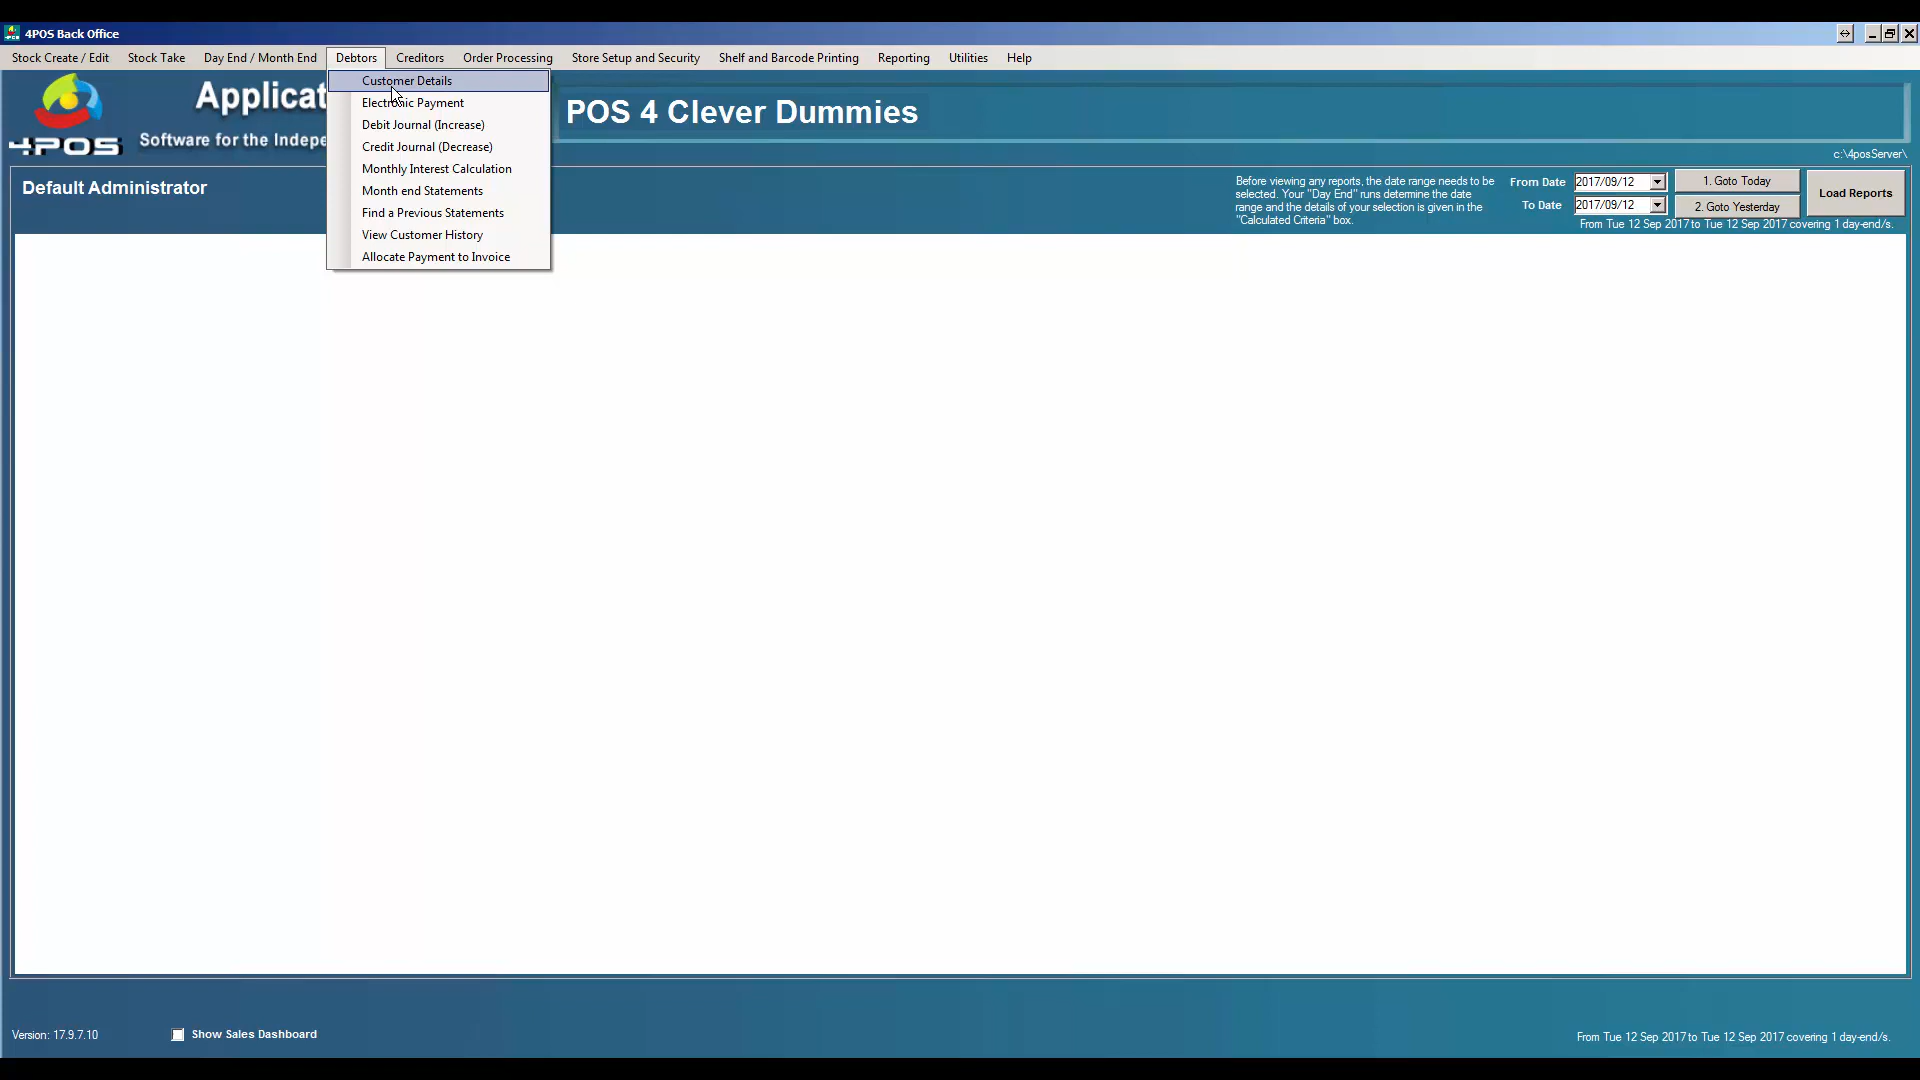 4POS Back Office
Stock Create / Edit Stock Take Day End / Month End Debtors Creditors Order Processing Store Setup and Security Shelf and Barcode Printing Reporting Utilities Help
Customer Details
Electronic Payment
Debit Journal (Increase)
Credit Journal (Decrease)
Monthly Interest Calculation
Month end Statements
Find a Previous Statements
View Customer History
Allocate Payment to Invoice
Applicat
POS 4 Clever Dummies
4POS
Software for the Indepe
c:\4posServer\
Default Administrator
Before viewing any reports, the date range needs to be
selected. Your "Day End" runs determine the date
range and the details of your selection is given in the
"Calculated Criteria" box.
From Date 2017/09/12 1. Goto Today
To Date 2017/09/12 2. Goto Yesterday
Load Reports
From Tue 12 Sep 2017 to Tue 12 Sep 2017 covering 1 day-end/s.
Version: 17.9.7.10
Show Sales Dashboard
From Tue 12 Sep 2017 to Tue 12 Sep 2017 covering 1 day-end/s.